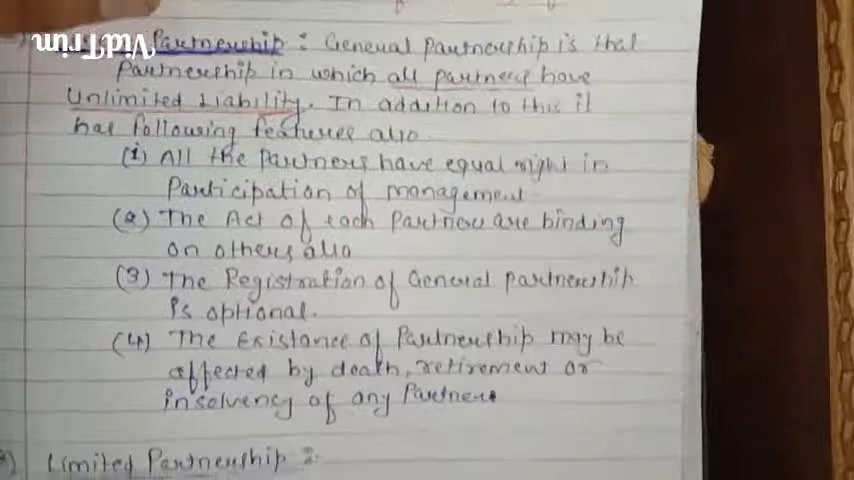 VidTrim
Partnership : General partnership is that
Partnership in which all partners have
Unlimited Liability. In addition to this it
has following features also
(1) All the Partners have equal right in
Participation of management
(2) The Act of each Partner are binding
on others also
(3) The Registration of General partnership
is optional.
(4) The Existance of Partnership may be
affected by death, retirement or
insolvency of any Partner.
Limited Partnership :